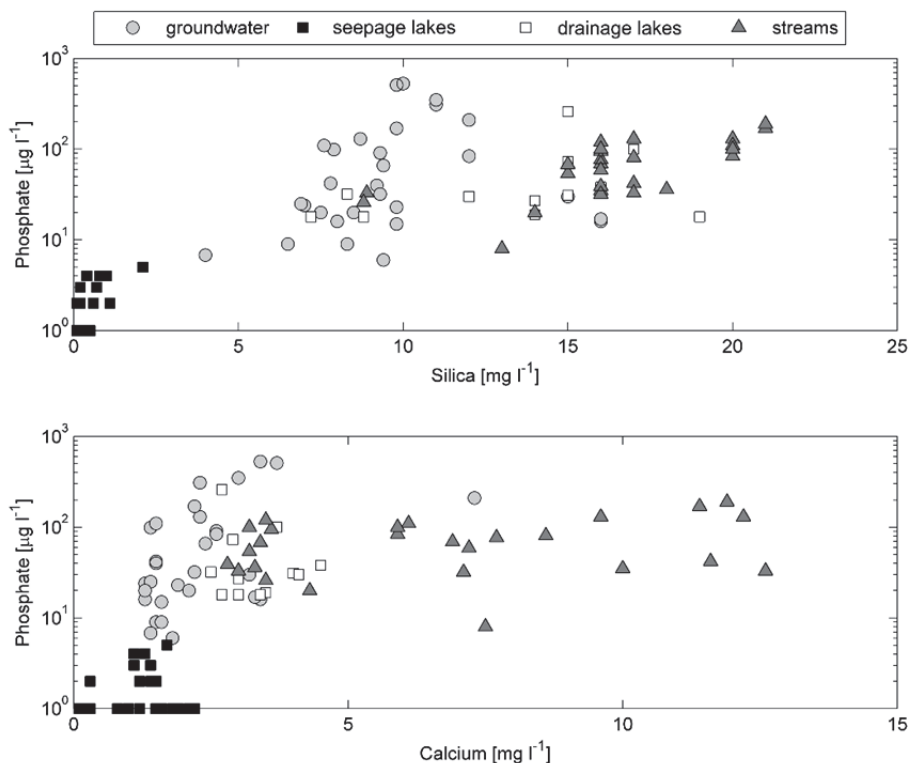 groundwater seepage lakes drainage lakes streams
10³
10²
10¹
10⁰
Phosphate [µg l⁻¹]
0 5 10 15 20 25
Silica [mg l⁻¹]
10³
10²
10¹
10⁰
Phosphate [µg l⁻¹]
0 5 10 15
Calcium [mg l⁻¹]